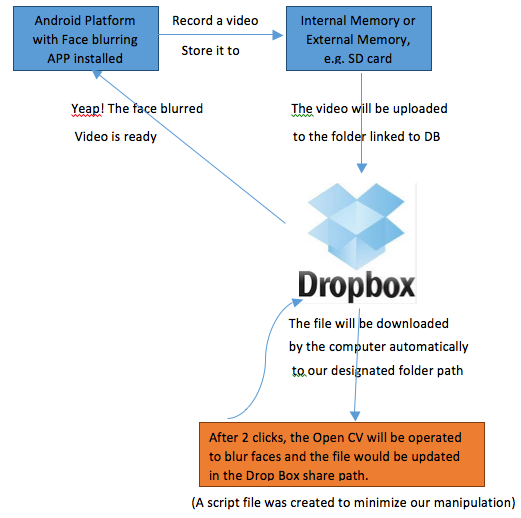 Android Platform
with Face blurring
APP installed
Record a video
Store it to
Internal Memory or
External Memory,
e.g. SD card
Yeap! The face blurred
Video is ready
The video will be uploaded
to the folder linked to DB
Dropbox
The file will be downloaded
by the computer automatically
to our designated folder path
After 2 clicks, the Open CV will be operated
to blur faces and the file would be updated
in the Drop Box share path.
(A script file was created to minimize our manipulation)